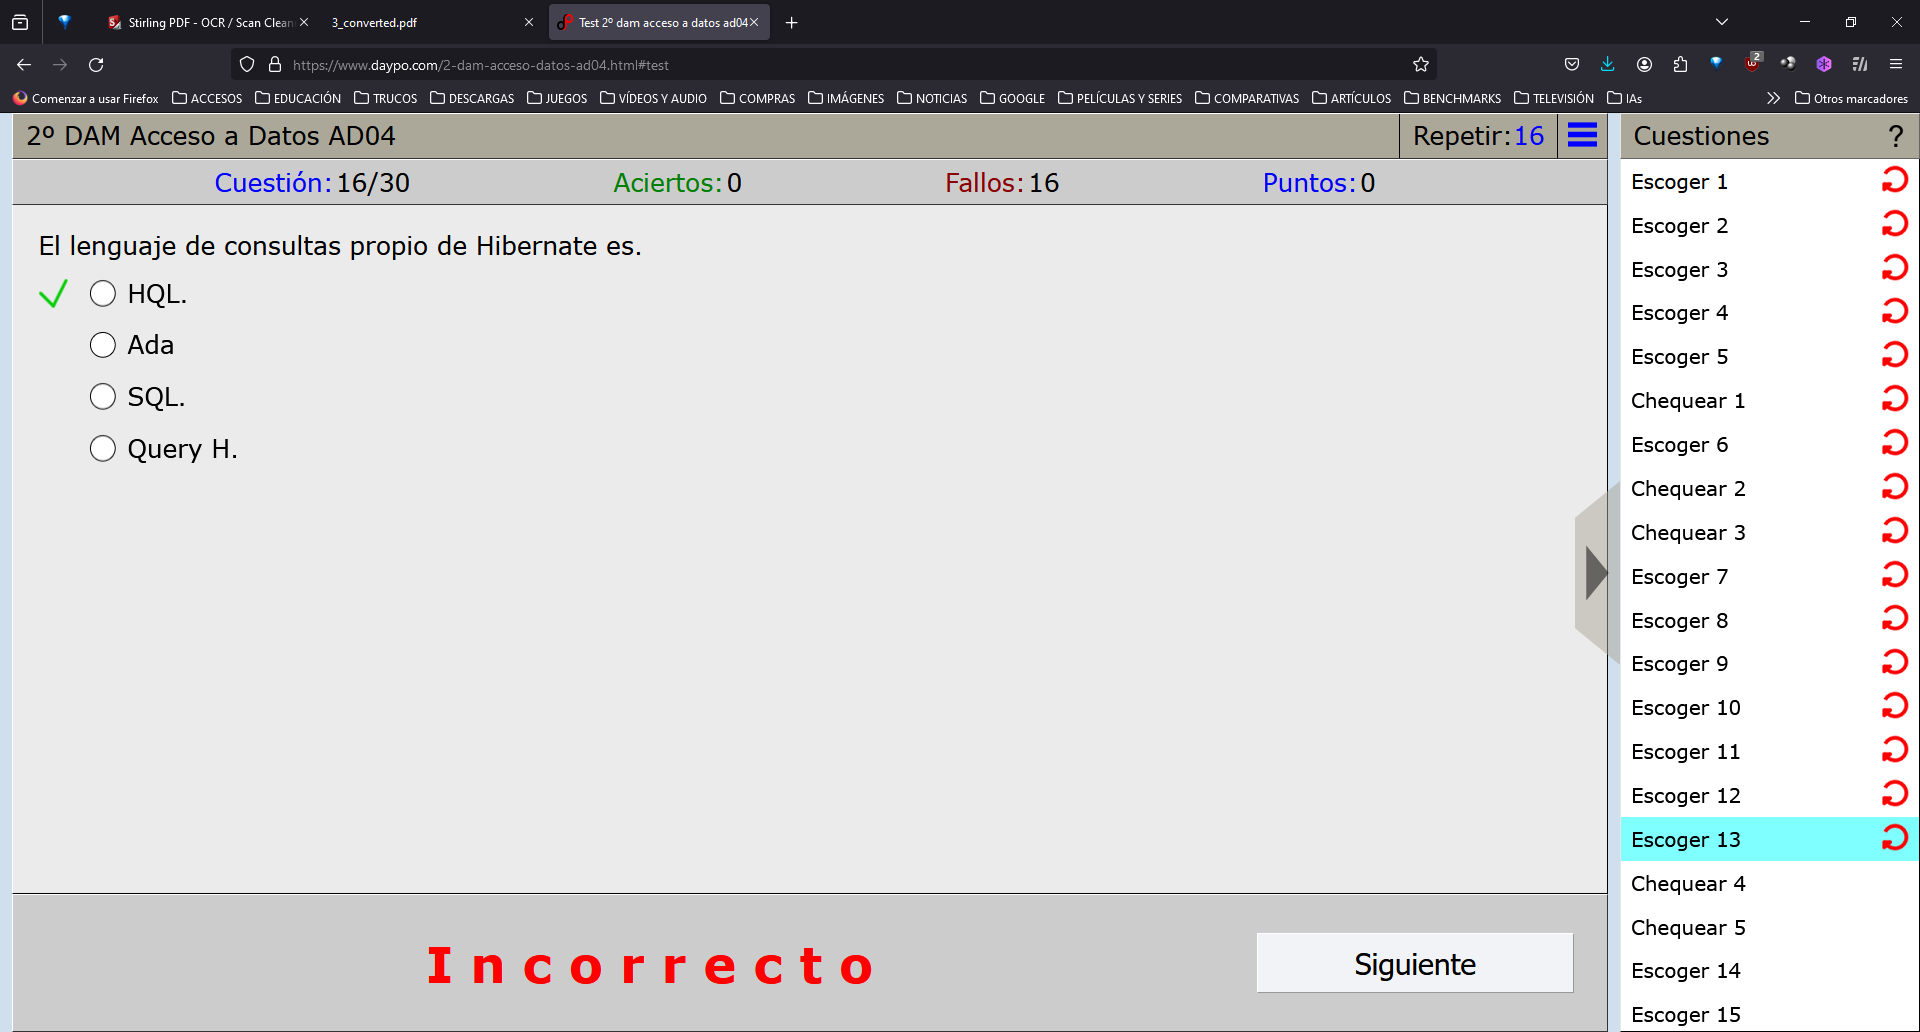 Stirling PDF - OCR / Scan Clean
3_converted.pdf
Test 2º dam acceso a datos ad04
https://www.daypo.com/2-dam-acceso-datos-ad04.html#test
2
Comenzar a usar Firefox
ACCESOS
EDUCACIÓN
TRUCOS
DESCARGAS
JUEGOS
VÍDEOS Y AUDIO
COMPRAS
IMÁGENES
NOTICIAS
GOOGLE
PELÍCULAS Y SERIES
COMPARATIVAS
ARTÍCULOS
BENCHMARKS
TELEVISIÓN
IAs
Otros marcadores
2º DAM Acceso a Datos AD04
Repetir:16
Cuestión:16/30
Aciertos:0
Fallos:16
Puntos:0
El lenguaje de consultas propio de Hibernate es.
HQL.
Ada
SQL.
Query H.
Incorrecto
Siguiente
Cuestiones ?
Escoger 1
Escoger 2
Escoger 3
Escoger 4
Escoger 5
Chequear 1
Escoger 6
Chequear 2
Chequear 3
Escoger 7
Escoger 8
Escoger 9
Escoger 10
Escoger 11
Escoger 12
Escoger 13
Chequear 4
Chequear 5
Escoger 14
Escoger 15